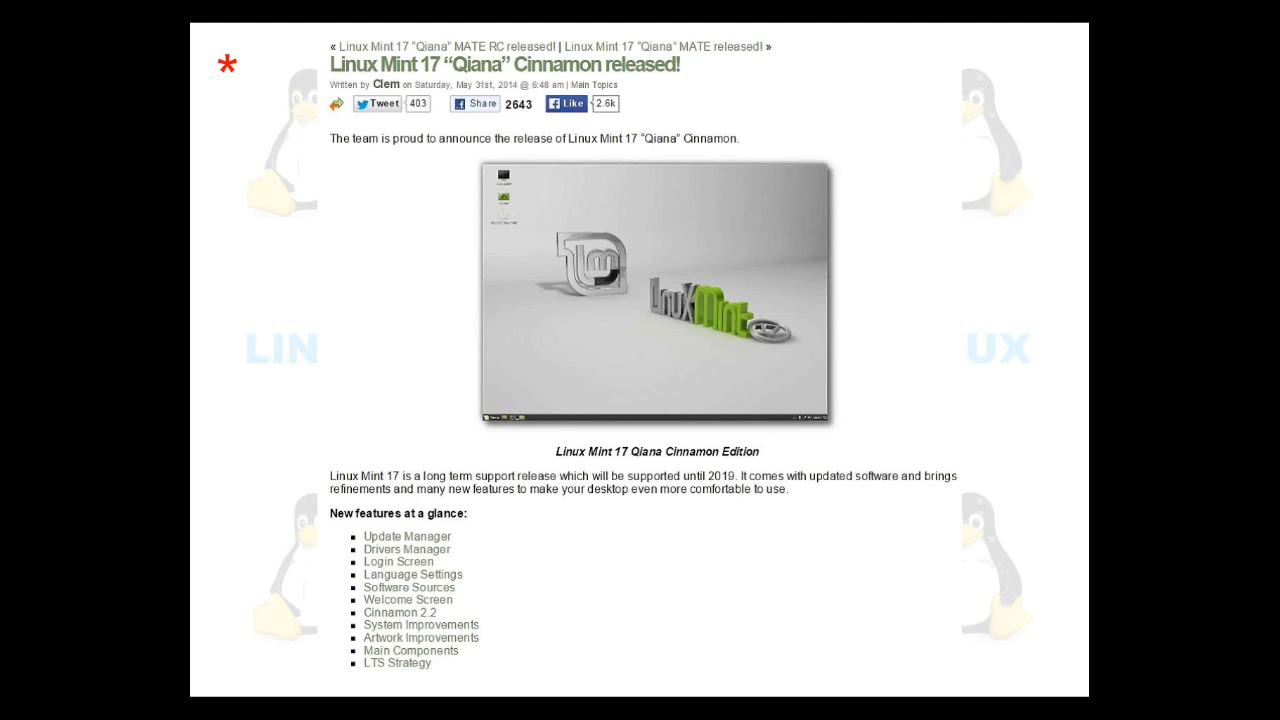 « Linux Mint 17 "Qiana" MATE RC released! | Linux Mint 17 "Qiana" MATE released! »
*
Linux Mint 17 “Qiana” Cinnamon released!
Written by Clem on Saturday, May 31st, 2014 @ 6:48 am | Main Topics
Tweet 403 Share 2643 Like 2.6k
The team is proud to announce the release of Linux Mint 17 "Qiana" Cinnamon.
lm
LinuxMint 17
LIN UX
Linux Mint 17 Qiana Cinnamon Edition
Linux Mint 17 is a long term support release which will be supported until 2019. It comes with updated software and brings
refinements and many new features to make your desktop even more comfortable to use.
New features at a glance:
Update Manager
Drivers Manager
Login Screen
Language Settings
Software Sources
Welcome Screen
Cinnamon 2.2
System Improvements
Artwork Improvements
Main Components
LTS Strategy